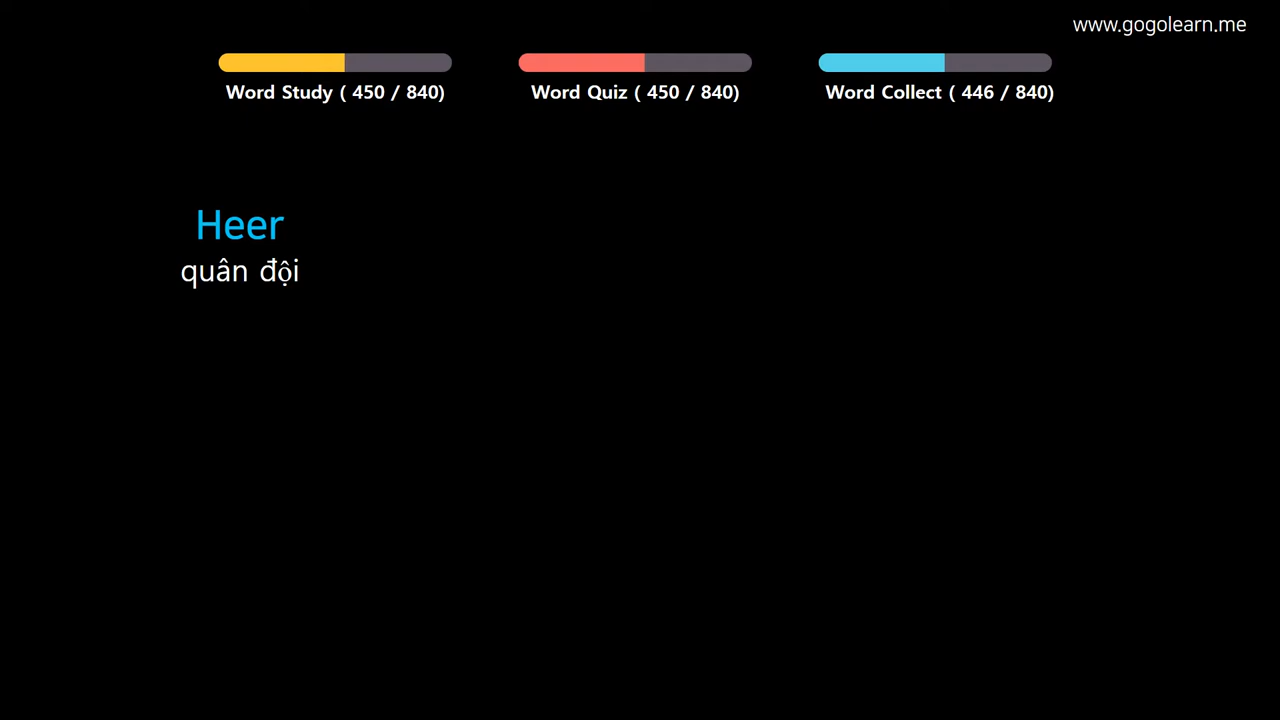 www.gogolearn.me
Word Study ( 450 / 840)
Word Quiz ( 450 / 840)
Word Collect ( 446 / 840)
Heer
quân đội